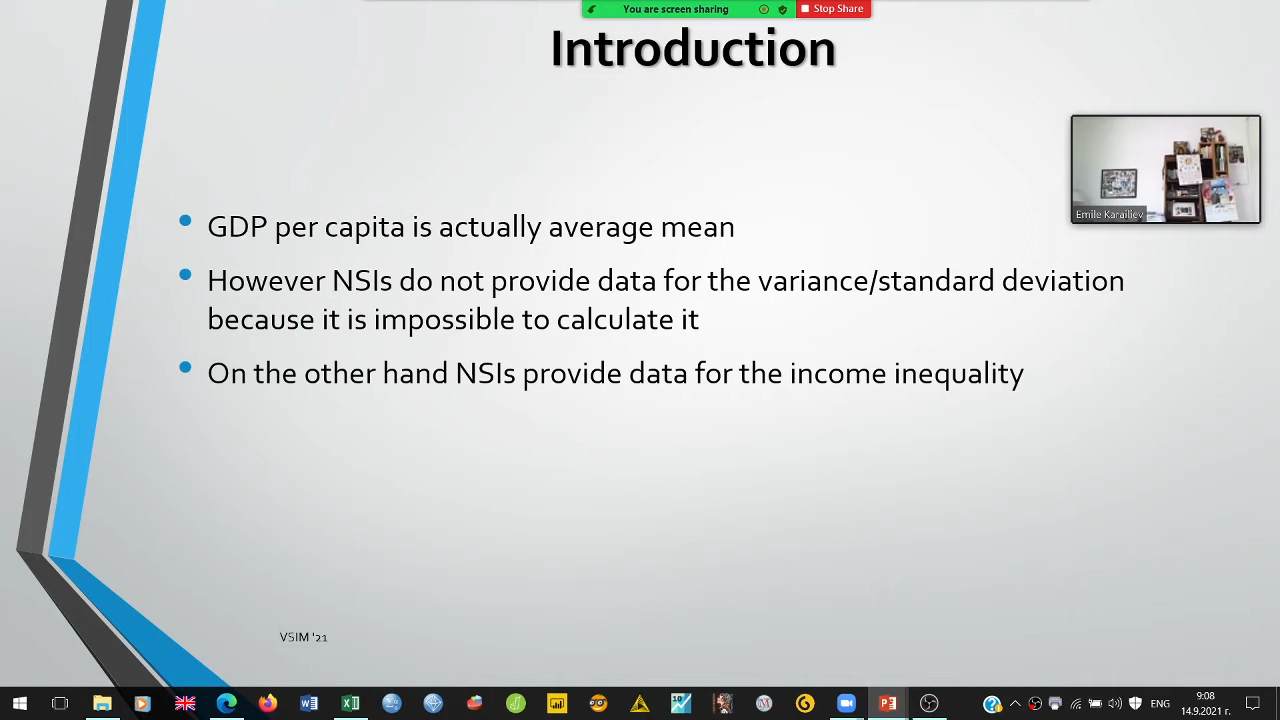 You are screen sharing
Stop Share
Introduction
Emile Karailiev
GDP per capita is actually average mean
However NSIs do not provide data for the variance/standard deviation
because it is impossible to calculate it
On the other hand NSIs provide data for the income inequality
VSIM '21
10
ENG
9:08
14.9.2021 г.